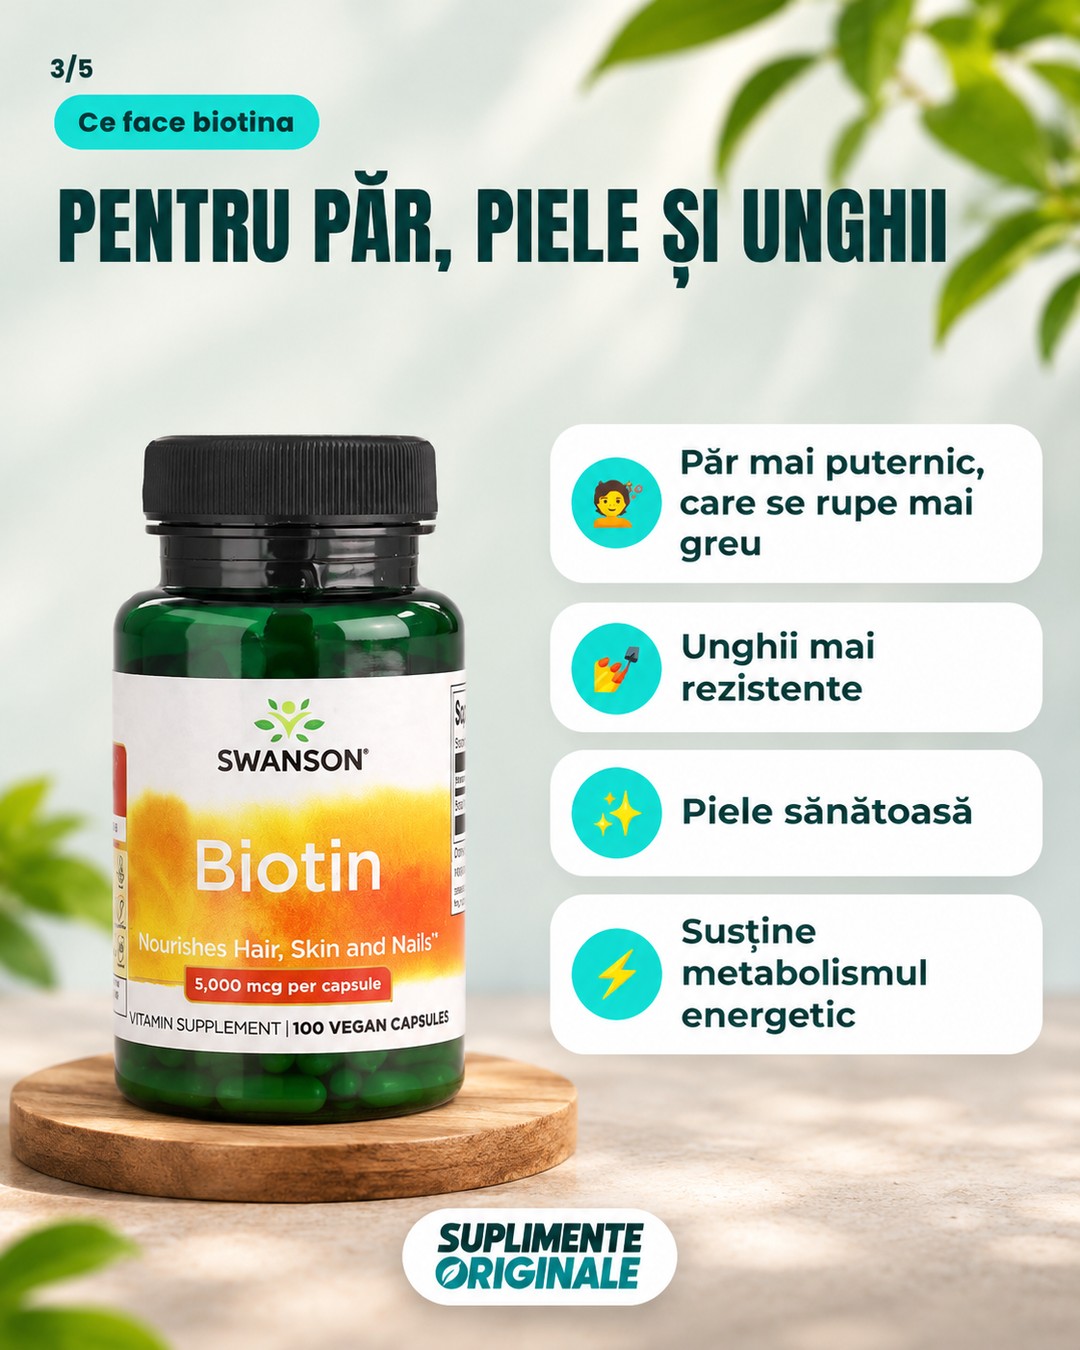 3/5
Ce face biotina
PENTRU PĂR, PIELE ȘI UNGHII
Păr mai puternic,
care se rupe mai
greu
Unghii mai
rezistente
Piele sănătoasă
Susține
metabolismul
energetic
SWANSON®
Biotin
Nourishes Hair, Skin and Nails
5,000 mcg per capsule
VITAMIN SUPPLEMENT | 100 VEGAN CAPSULES
SUPLIMENTE
ORIGINALE